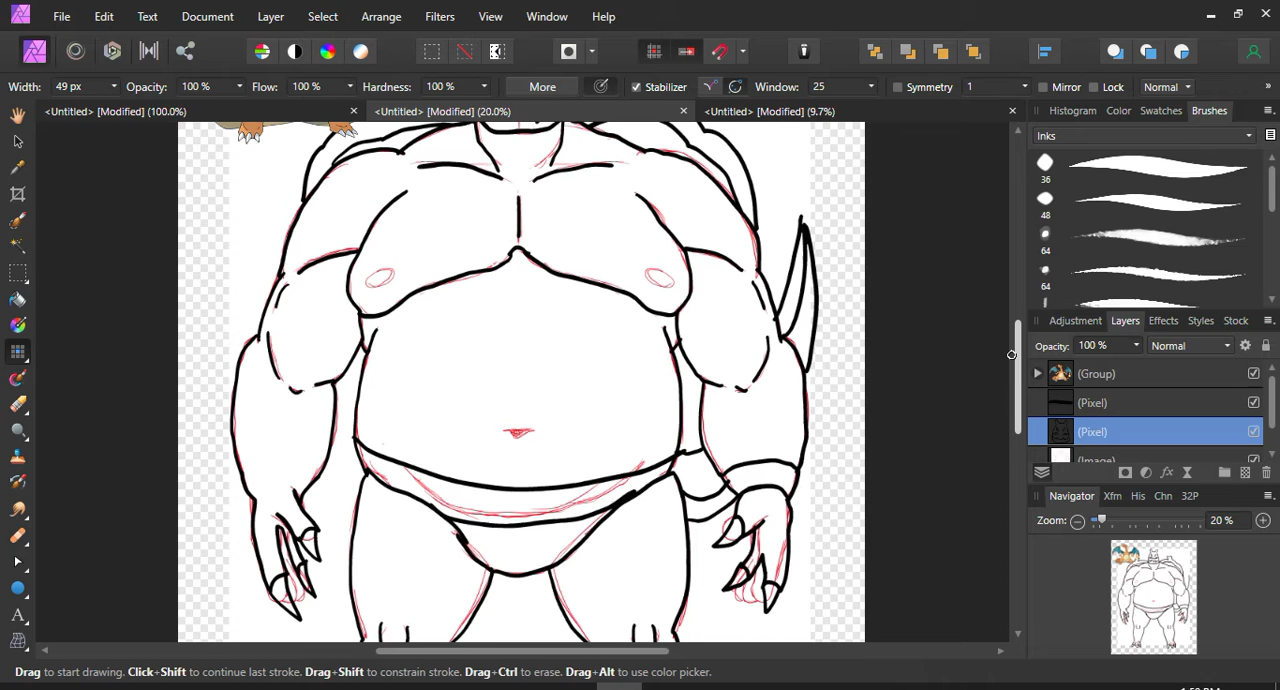 File Edit Text Document Layer Select Arrange Filters View Window Help
Width: 49 px Opacity: 100 % Flow: 100 % Hardness: 100 % More Stabilizer Window: 25 Symmetry 1 Mirror Lock Normal »
<Untitled> [Modified] (100.0%) <Untitled> [Modified] (20.0%) <Untitled> [Modified] (9.7%)
Histogram Color Swatches Brushes
Inks
36
48
64
64
Adjustment Layers Effects Styles Stock
Opacity: 100 % Normal
(Group)
(Pixel)
(Pixel)
(Image)
Navigator Xfm His Chn 32P
Zoom: 20 %
Drag to start drawing. Click+Shift to continue last stroke. Drag+Shift to constrain stroke. Drag+Ctrl to erase. Drag+Alt to use color picker.